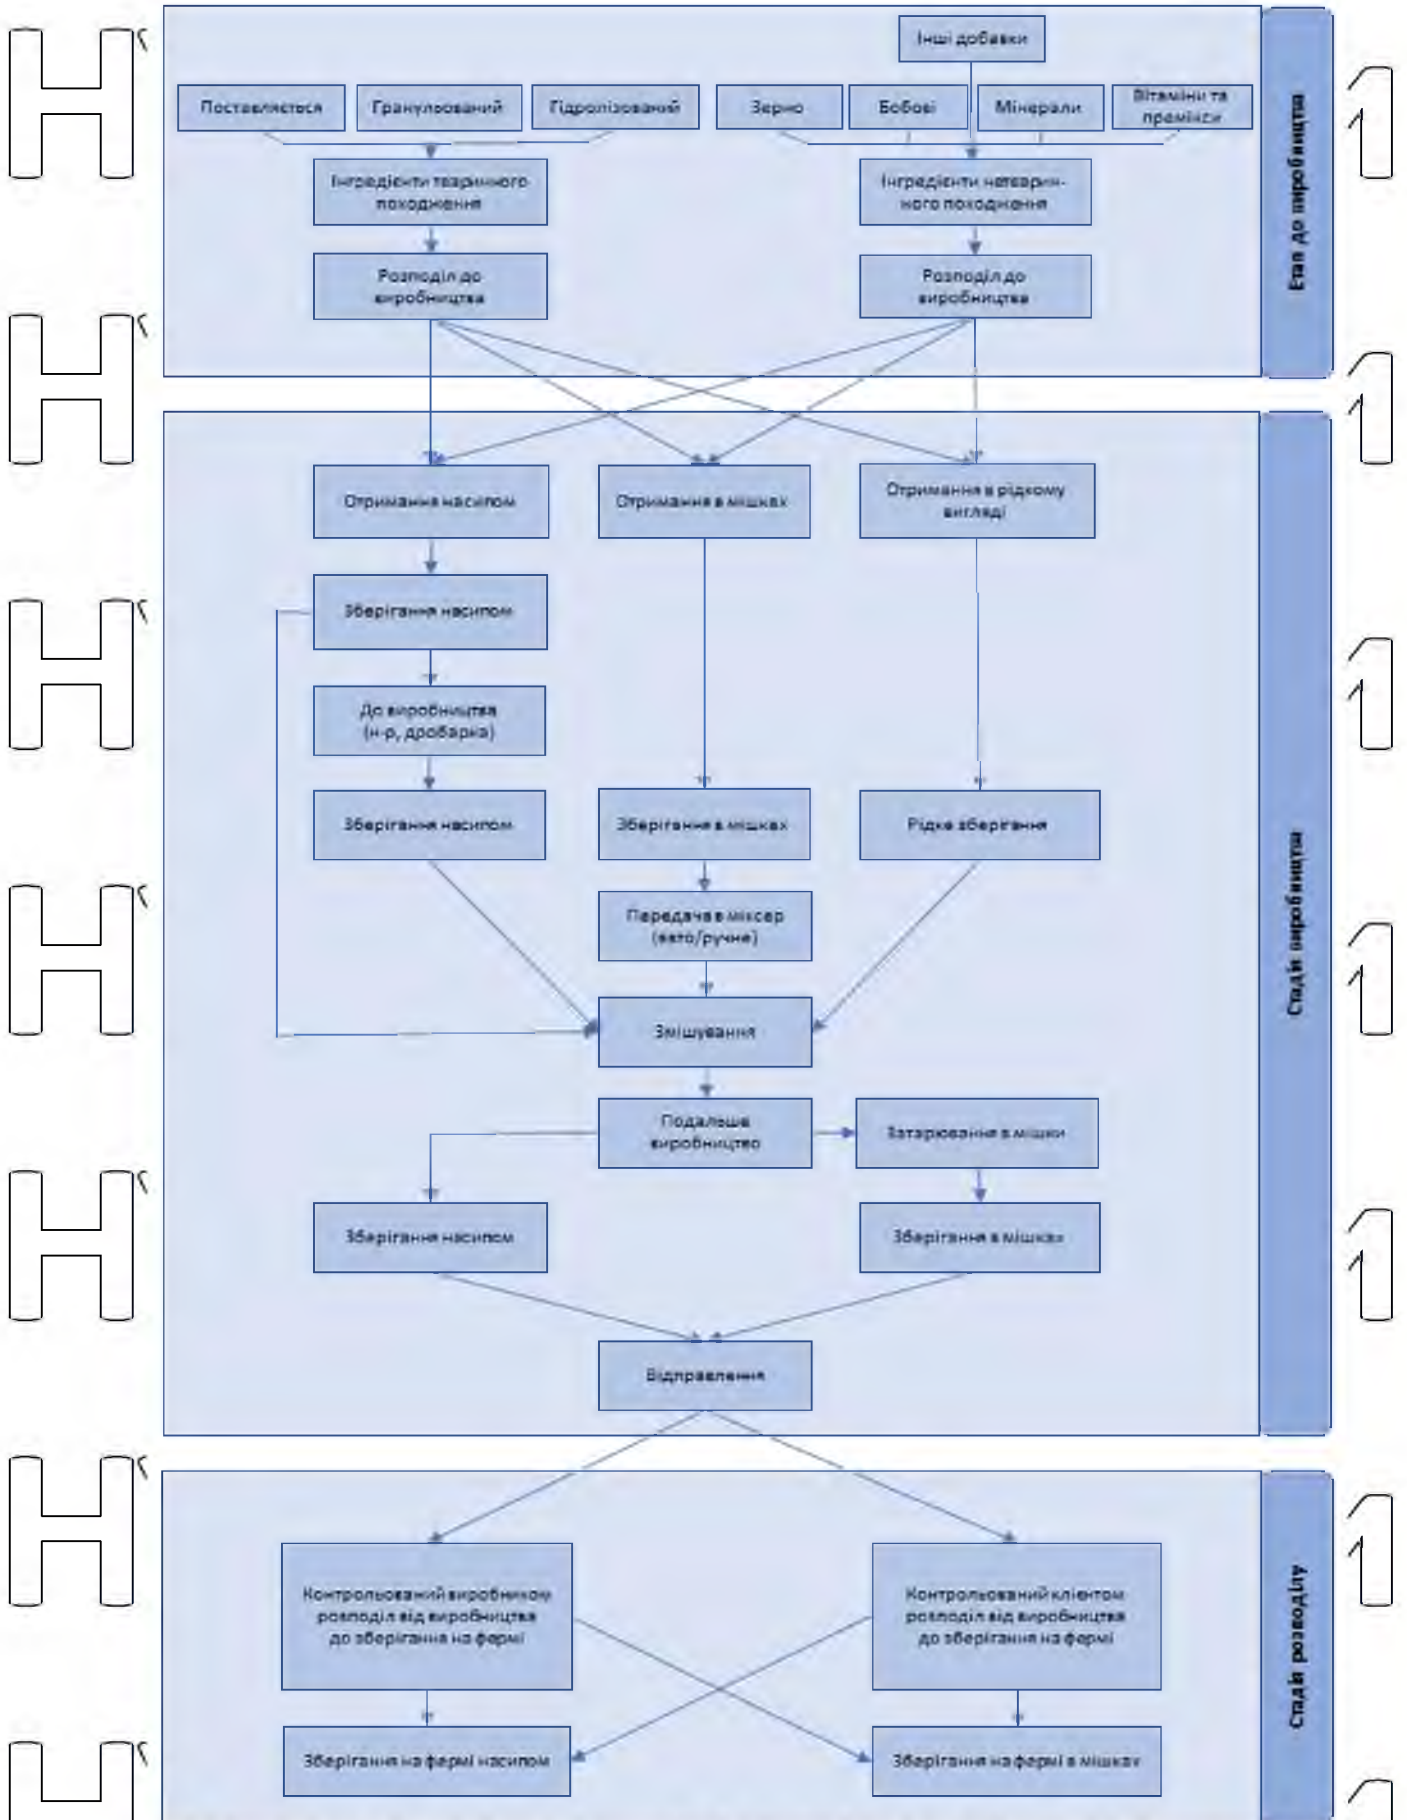 Інші добавки
Поставляється
Гранульований
Гідролізований
Зерно
Бобові
Мінерали
Вітаміни та
премікси
Інгредієнти тваринного
походження
Інгредієнти нетварин-
ного походження
Розподіл до
виробництва
Розподіл до
виробництва
Етап до виробництва
Отримання насипом
Отримання в мішках
Отримання в рідкому
вигляді
Зберігання насипом
До виробництва
(н-р, дробарка)
Зберігання насипом
Зберігання в мішках
Рідке зберігання
Передача в міксер
(авто/ручне)
Змішування
Подальше
виробництво
Затарювання в мішки
Зберігання насипом
Зберігання в мішках
Відправлення
Стадія виробництва
Контрольований виробником
розподіл від виробництва
до зберігання на фермі
Контрольований клієнтом
розподіл від виробництва
до зберігання на фермі
Зберігання на фермі насипом
Зберігання на фермі в мішках
Стадія розводілу